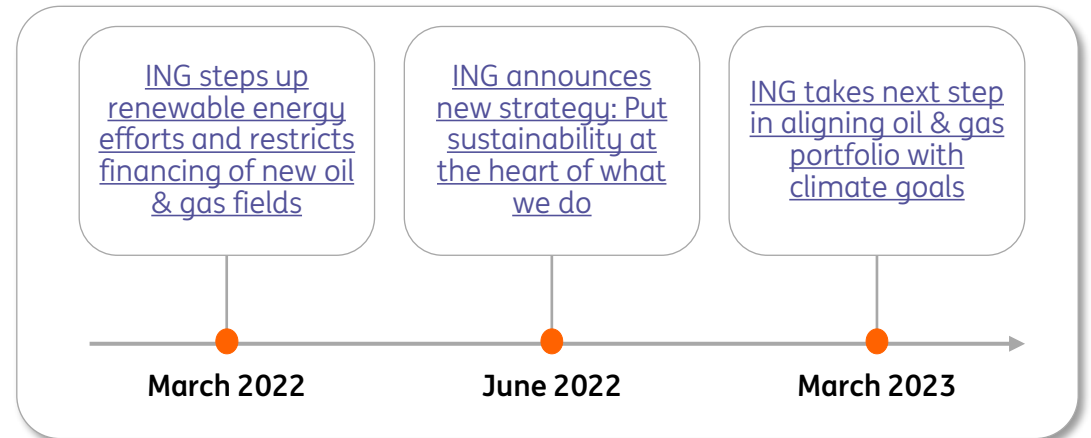 ING steps up
renewable energy
efforts and restricts
financing of new oil
& gas fields
ING announces
new strategy: Put
sustainability at
the heart of what
we do
ING takes next step
in aligning oil & gas
portfolio with
climate goals
March 2022
June 2022
March 2023